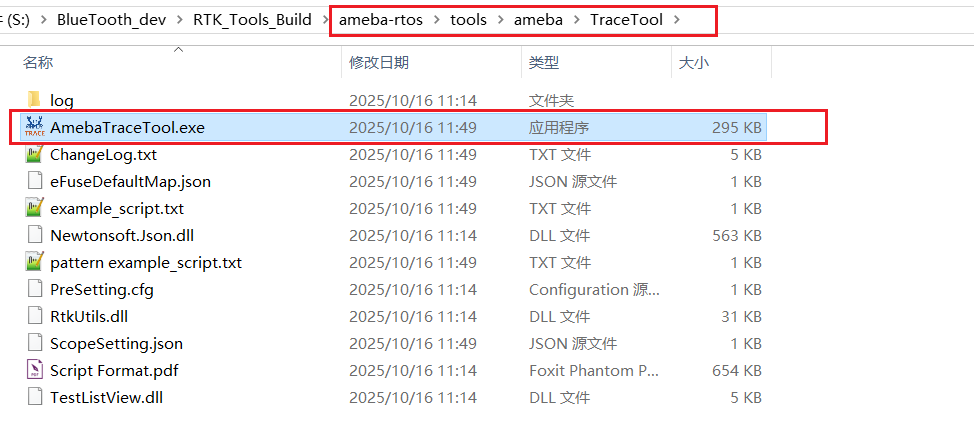 (S:) > BlueTooth_dev > RTK_Tools_Build > ameba-rtos > tools > ameba > TraceTool >
名称 修改日期 类型 大小
log 2025/10/16 11:14 文件夹
AmebaTraceTool.exe 2025/10/16 11:49 应用程序 295 KB
ChangeLog.txt 2025/10/16 11:49 TXT 文件 5 KB
eFuseDefaultMap.json 2025/10/16 11:49 JSON 源文件 1 KB
example_script.txt 2025/10/16 11:49 TXT 文件 1 KB
Newtonsoft.Json.dll 2025/10/16 11:14 DLL 文件 563 KB
pattern example_script.txt 2025/10/16 11:49 TXT 文件 1 KB
PreSetting.cfg 2025/10/16 11:49 Configuration 源... 1 KB
RtkUtils.dll 2025/10/16 11:14 DLL 文件 31 KB
ScopeSetting.json 2025/10/16 11:49 JSON 源文件 1 KB
Script Format.pdf 2025/10/16 11:14 Foxit Phantom P... 654 KB
TestListView.dll 2025/10/16 11:14 DLL 文件 5 KB